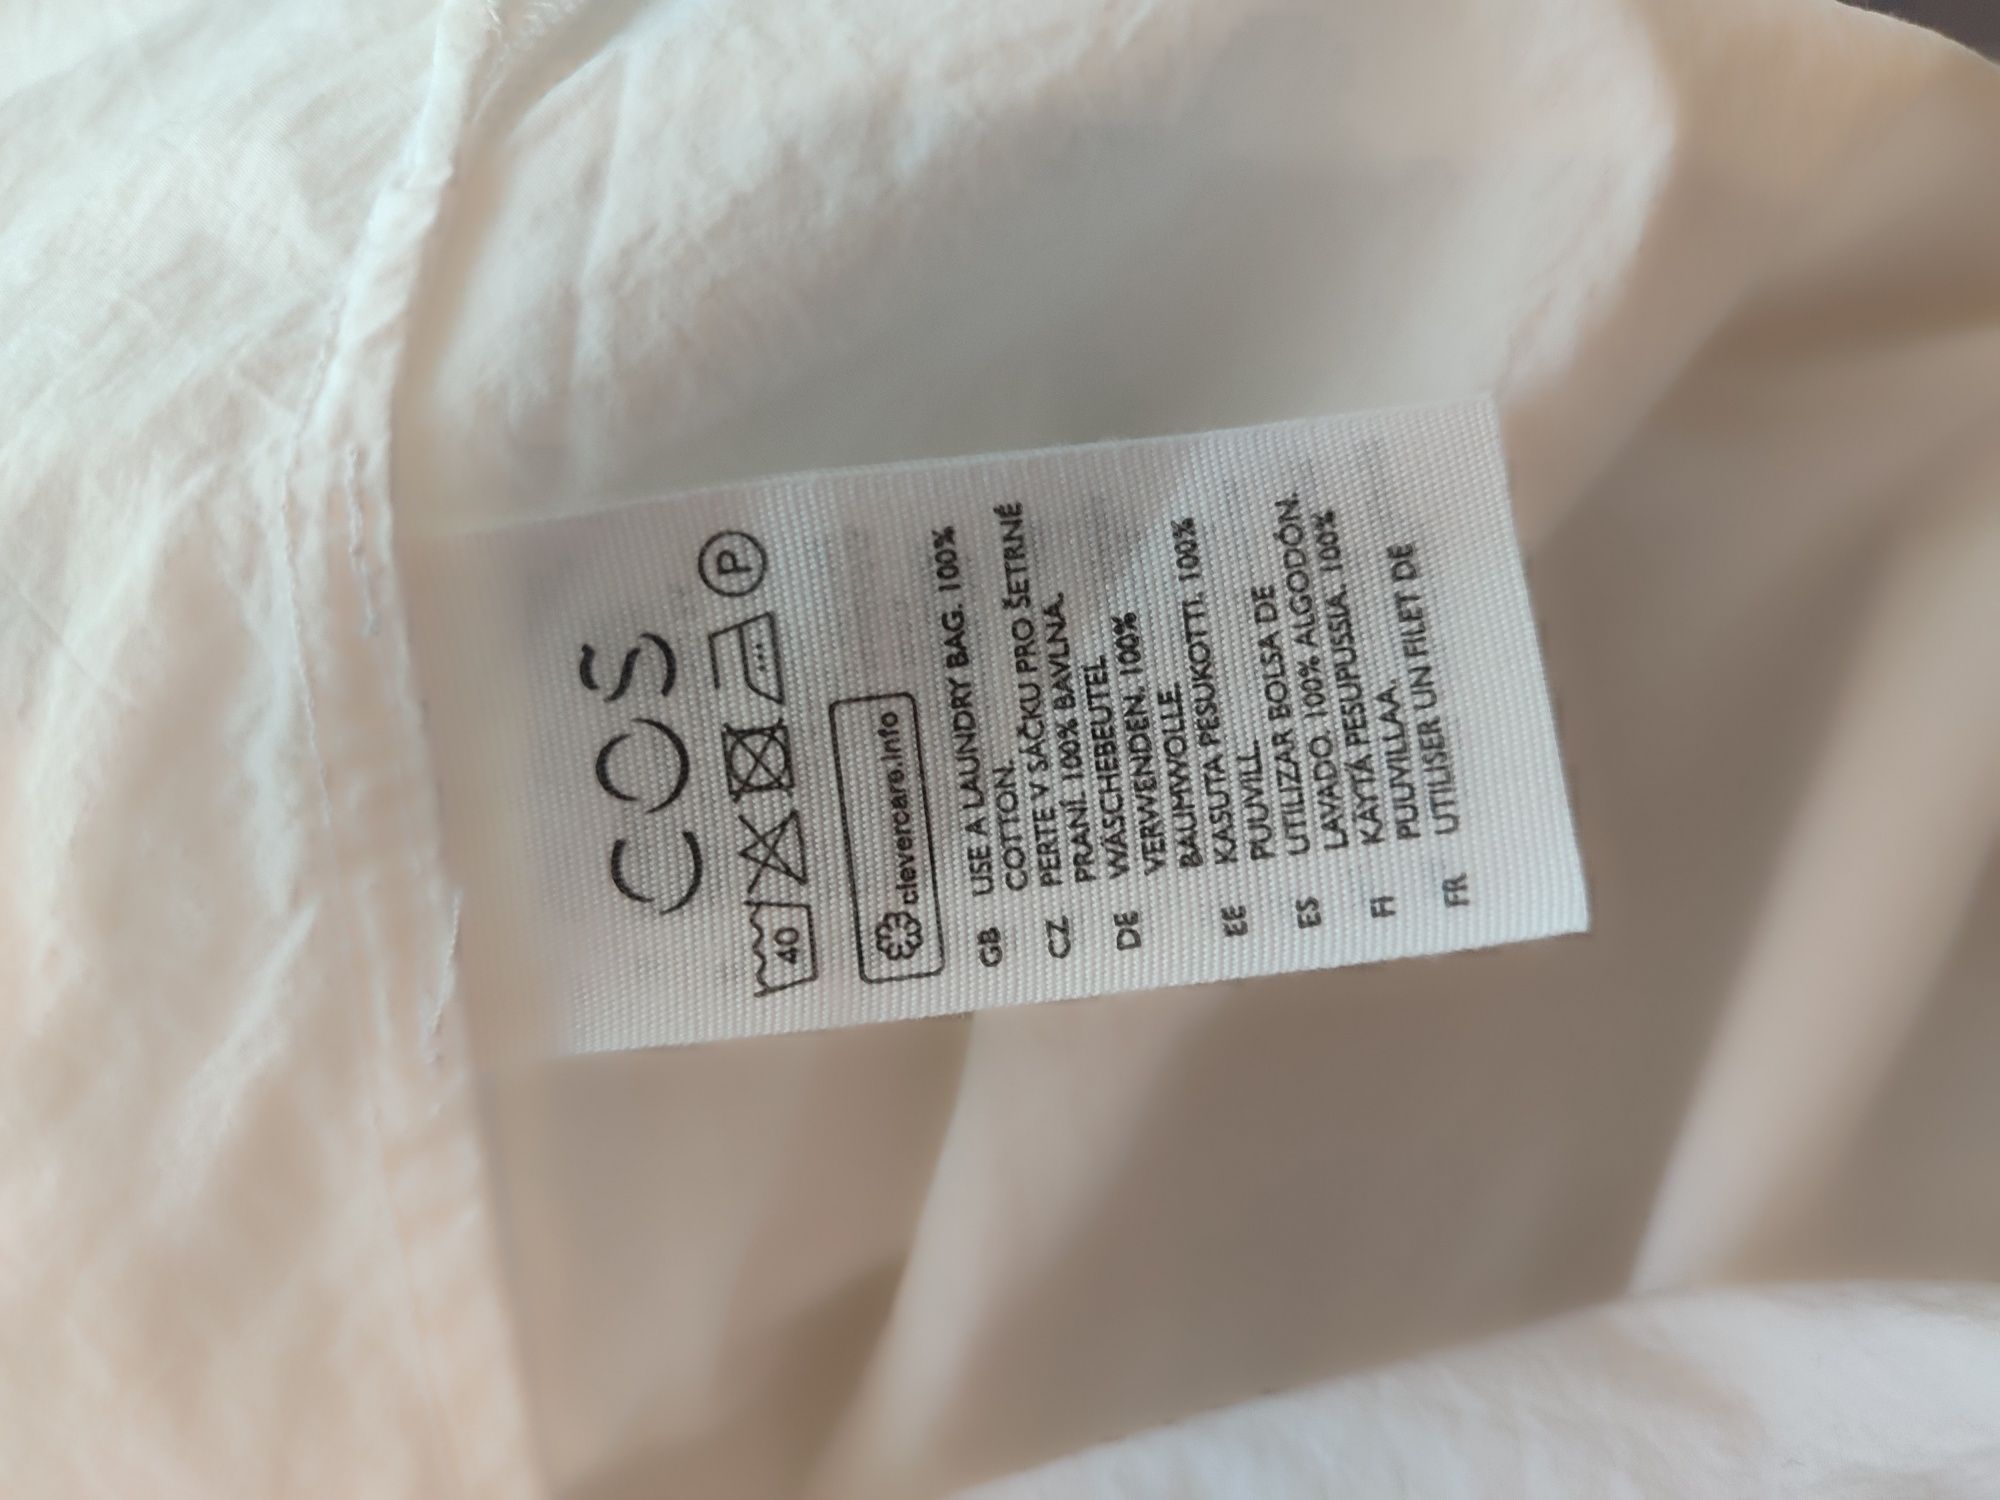 COS
40 P
clevercare.info
GB USE A LAUNDRY BAG. 100%
COTTON.
CZ PERTE V SÁČKU PRO ŠETRNÉ
PRANÍ. 100% BAVLNA.
DE WÄSCHEBEUTEL
VERWENDEN. 100%
BAUMWOLLE.
EE KASUTA PESUKOTTI. 100%
PUUVILL.
ES UTILIZAR BOLSA DE
LAVADO. 100% ALGODÓN.
FI KÄYTÄ PESUPUSSIA. 100%
PUUVILLAA.
FR UTILISER UN FILET DE